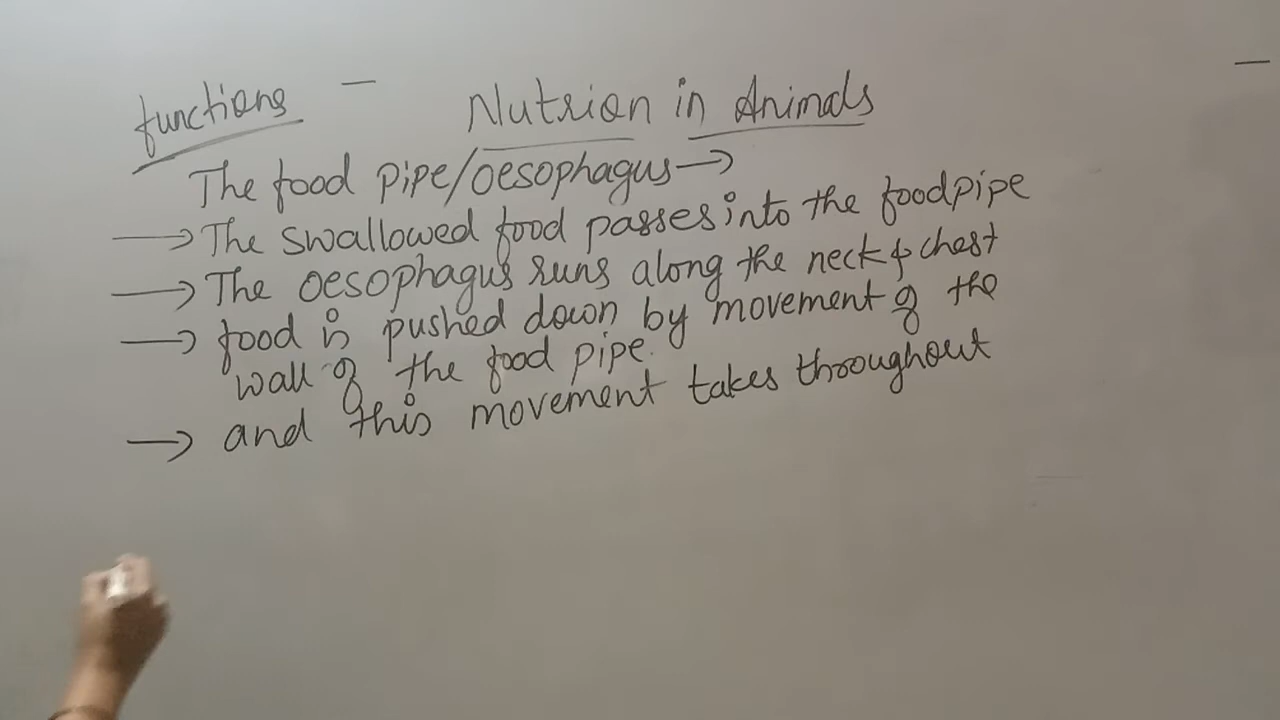 functions —
Nutrion in Animals
The food pipe/oesophagus →
→ The swallowed food passes into the foodpipe
→ The oesophagus runs along the neck & chest
→ food is pushed down by movement of the
wall of the food pipe.
→ and this movement takes throughout